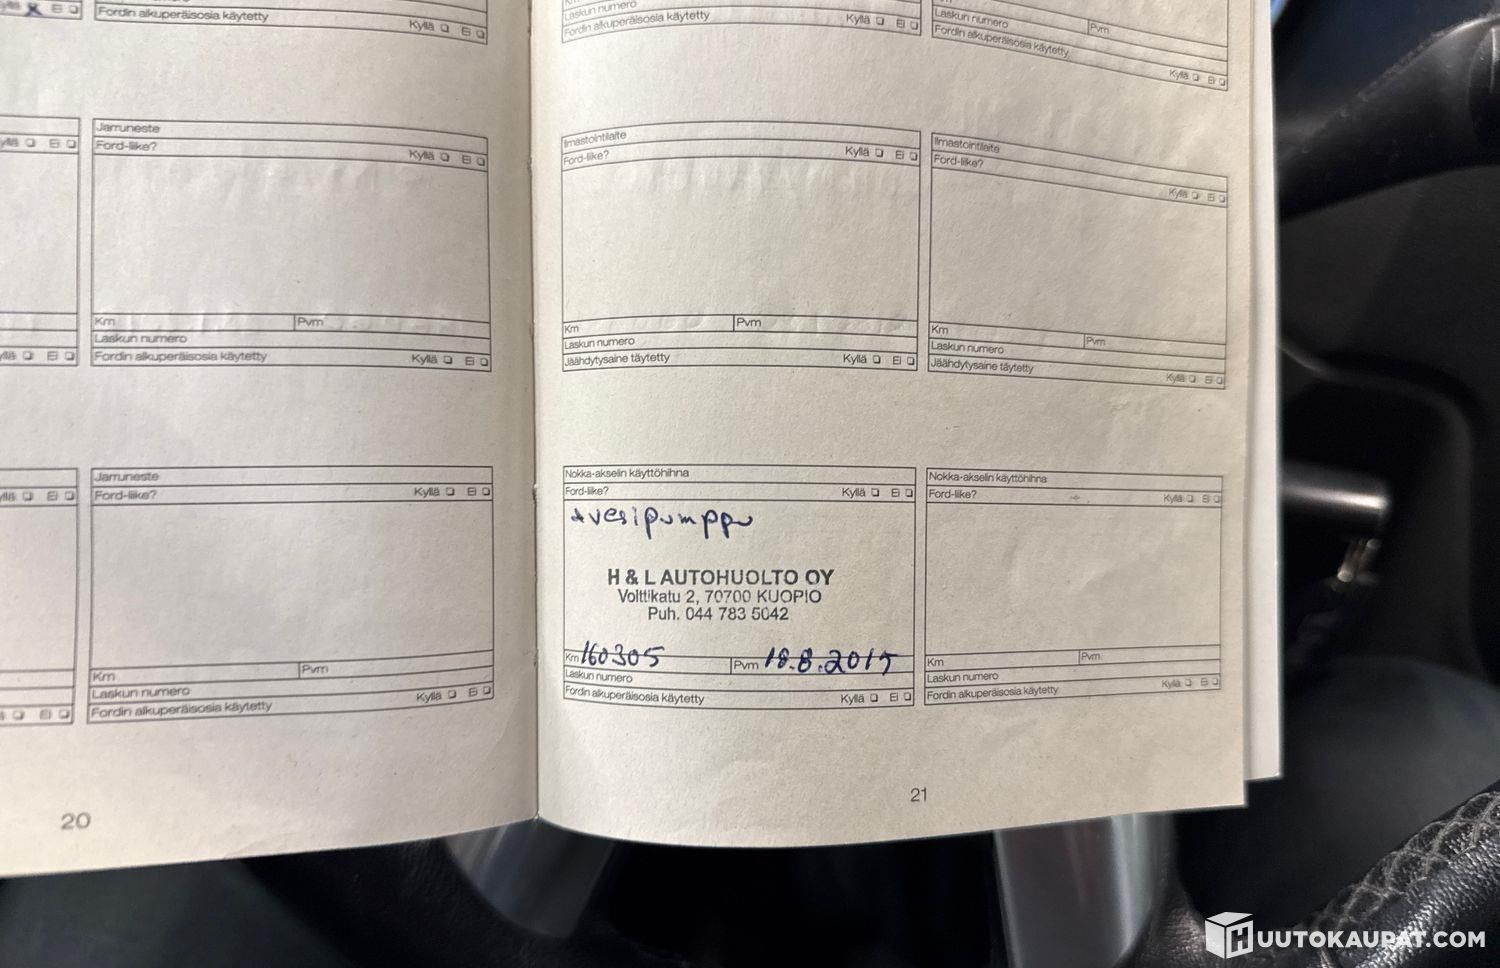 Fordin alkuperäisosia käytetty Kyllä Ei
Jarruneste
Ford-liike? Kyllä Ei
Km Pvm
Laskun numero
Fordin alkuperäisosia käytetty Kyllä Ei
Jarruneste
Ford-liike? Kyllä Ei
Km Pvm
Laskun numero
Fordin alkuperäisosia käytetty Kyllä Ei
20
Laskun numero
Fordin alkuperäisosia käytetty Kyllä Ei
Laskun numero Pvm
Fordin alkuperäisosia käytetty
Kyllä Ei
Ilmastointilaite
Ford-liike? Kyllä Ei
Km Pvm
Laskun numero
Jäähdytysaine täytetty Kyllä Ei
Ilmastointilaite
Ford-liike?
Kyllä Ei
Km Pvm
Laskun numero
Jäähdytysaine täytetty Kyllä Ei
Nokka-akselin käyttöhihna
Ford-liike? Kyllä Ei
+vesipumppu
H & L AUTOHUOLTO OY
Volttikatu 2, 70700 KUOPIO
Puh. 044 783 5042
Km 160305 Pvm 18.8.2015
Laskun numero
Fordin alkuperäisosia käytetty Kyllä Ei
Nokka-akselin käyttöhihna
Ford-liike? Kyllä Ei
Km Pvm
Laskun numero
Fordin alkuperäisosia käytetty Kyllä Ei
21
HUUTOKAUPAT.COM